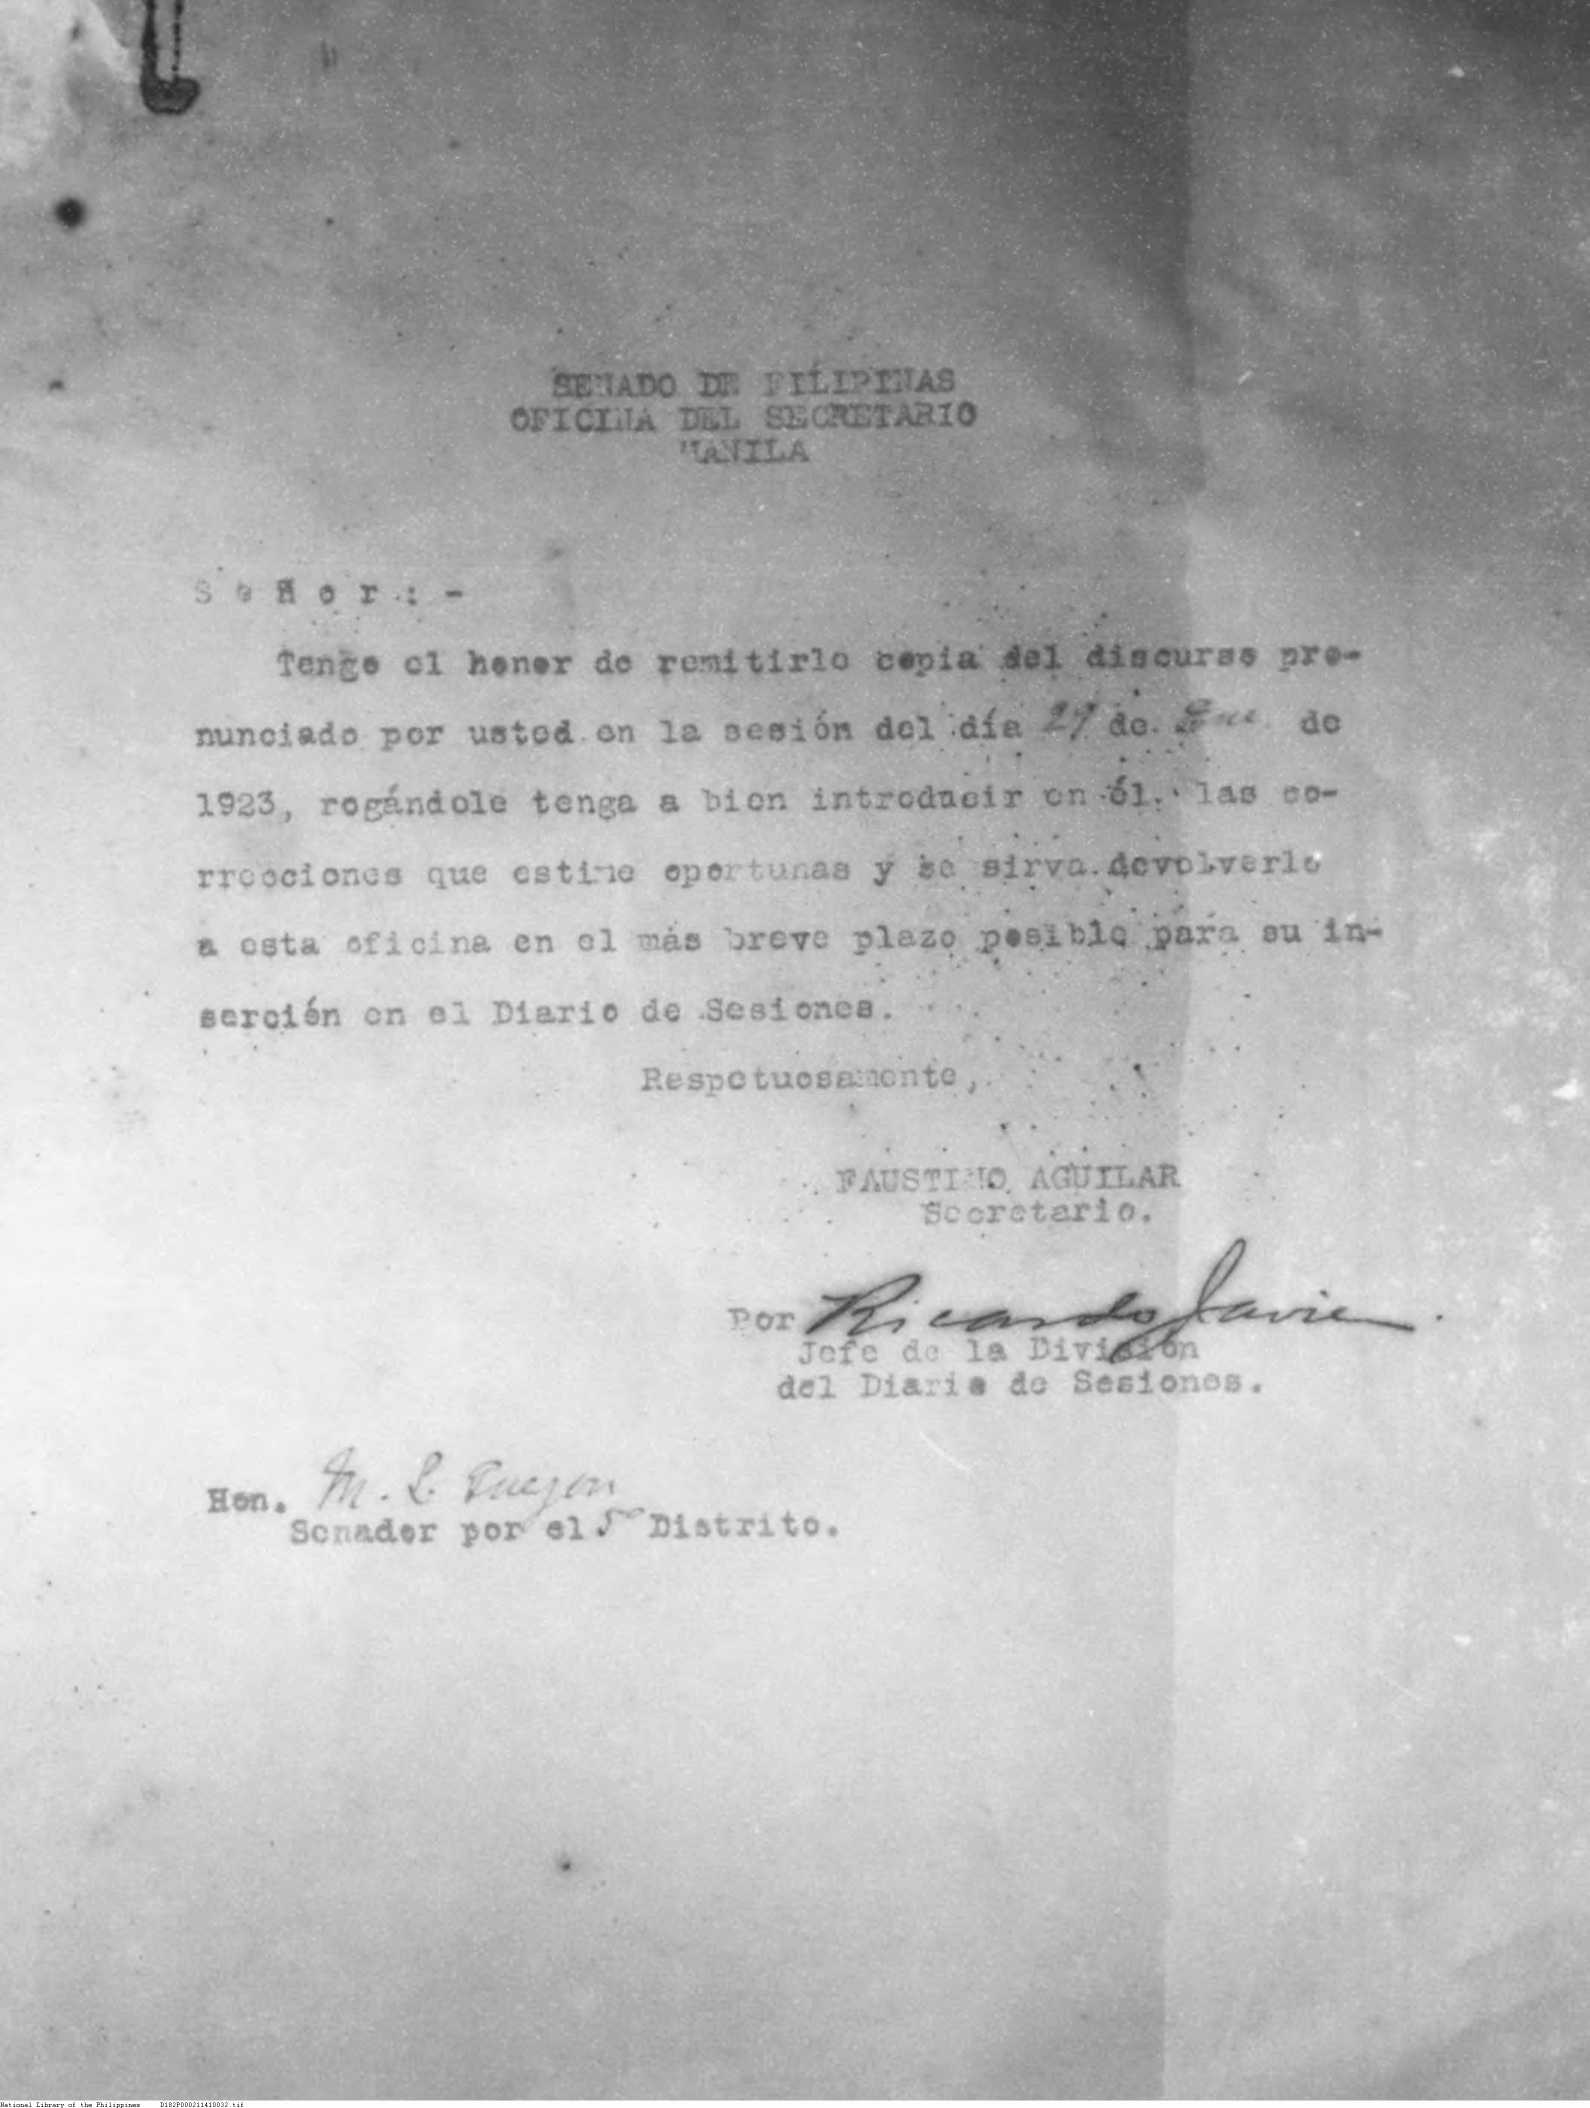 SENADO DE FILIPINAS
OFICINA DEL SECRETARIO
MANILA
S e ñ o r : -
Tengo el honor de remitirle copia del discurso pro-
nunciado por usted en la sesión del día 29 de Ene de
1923, rogándole tenga a bien introducir en él. las co-
rrecciones que estime oportunas y se sirva devolverlo
a esta oficina en el más breve plazo posible para su in-
serción en el Diario de Sesiones.
Respetuosamente,
FAUSTINO AGUILAR
Secretario.
Por Ricardo Javier.
Jefe de la División
del Diario de Sesiones.
Hon. M. L. Quezon
Senador por el 5º Distrito.
National Library of the Philippines D182P000211418032.tif